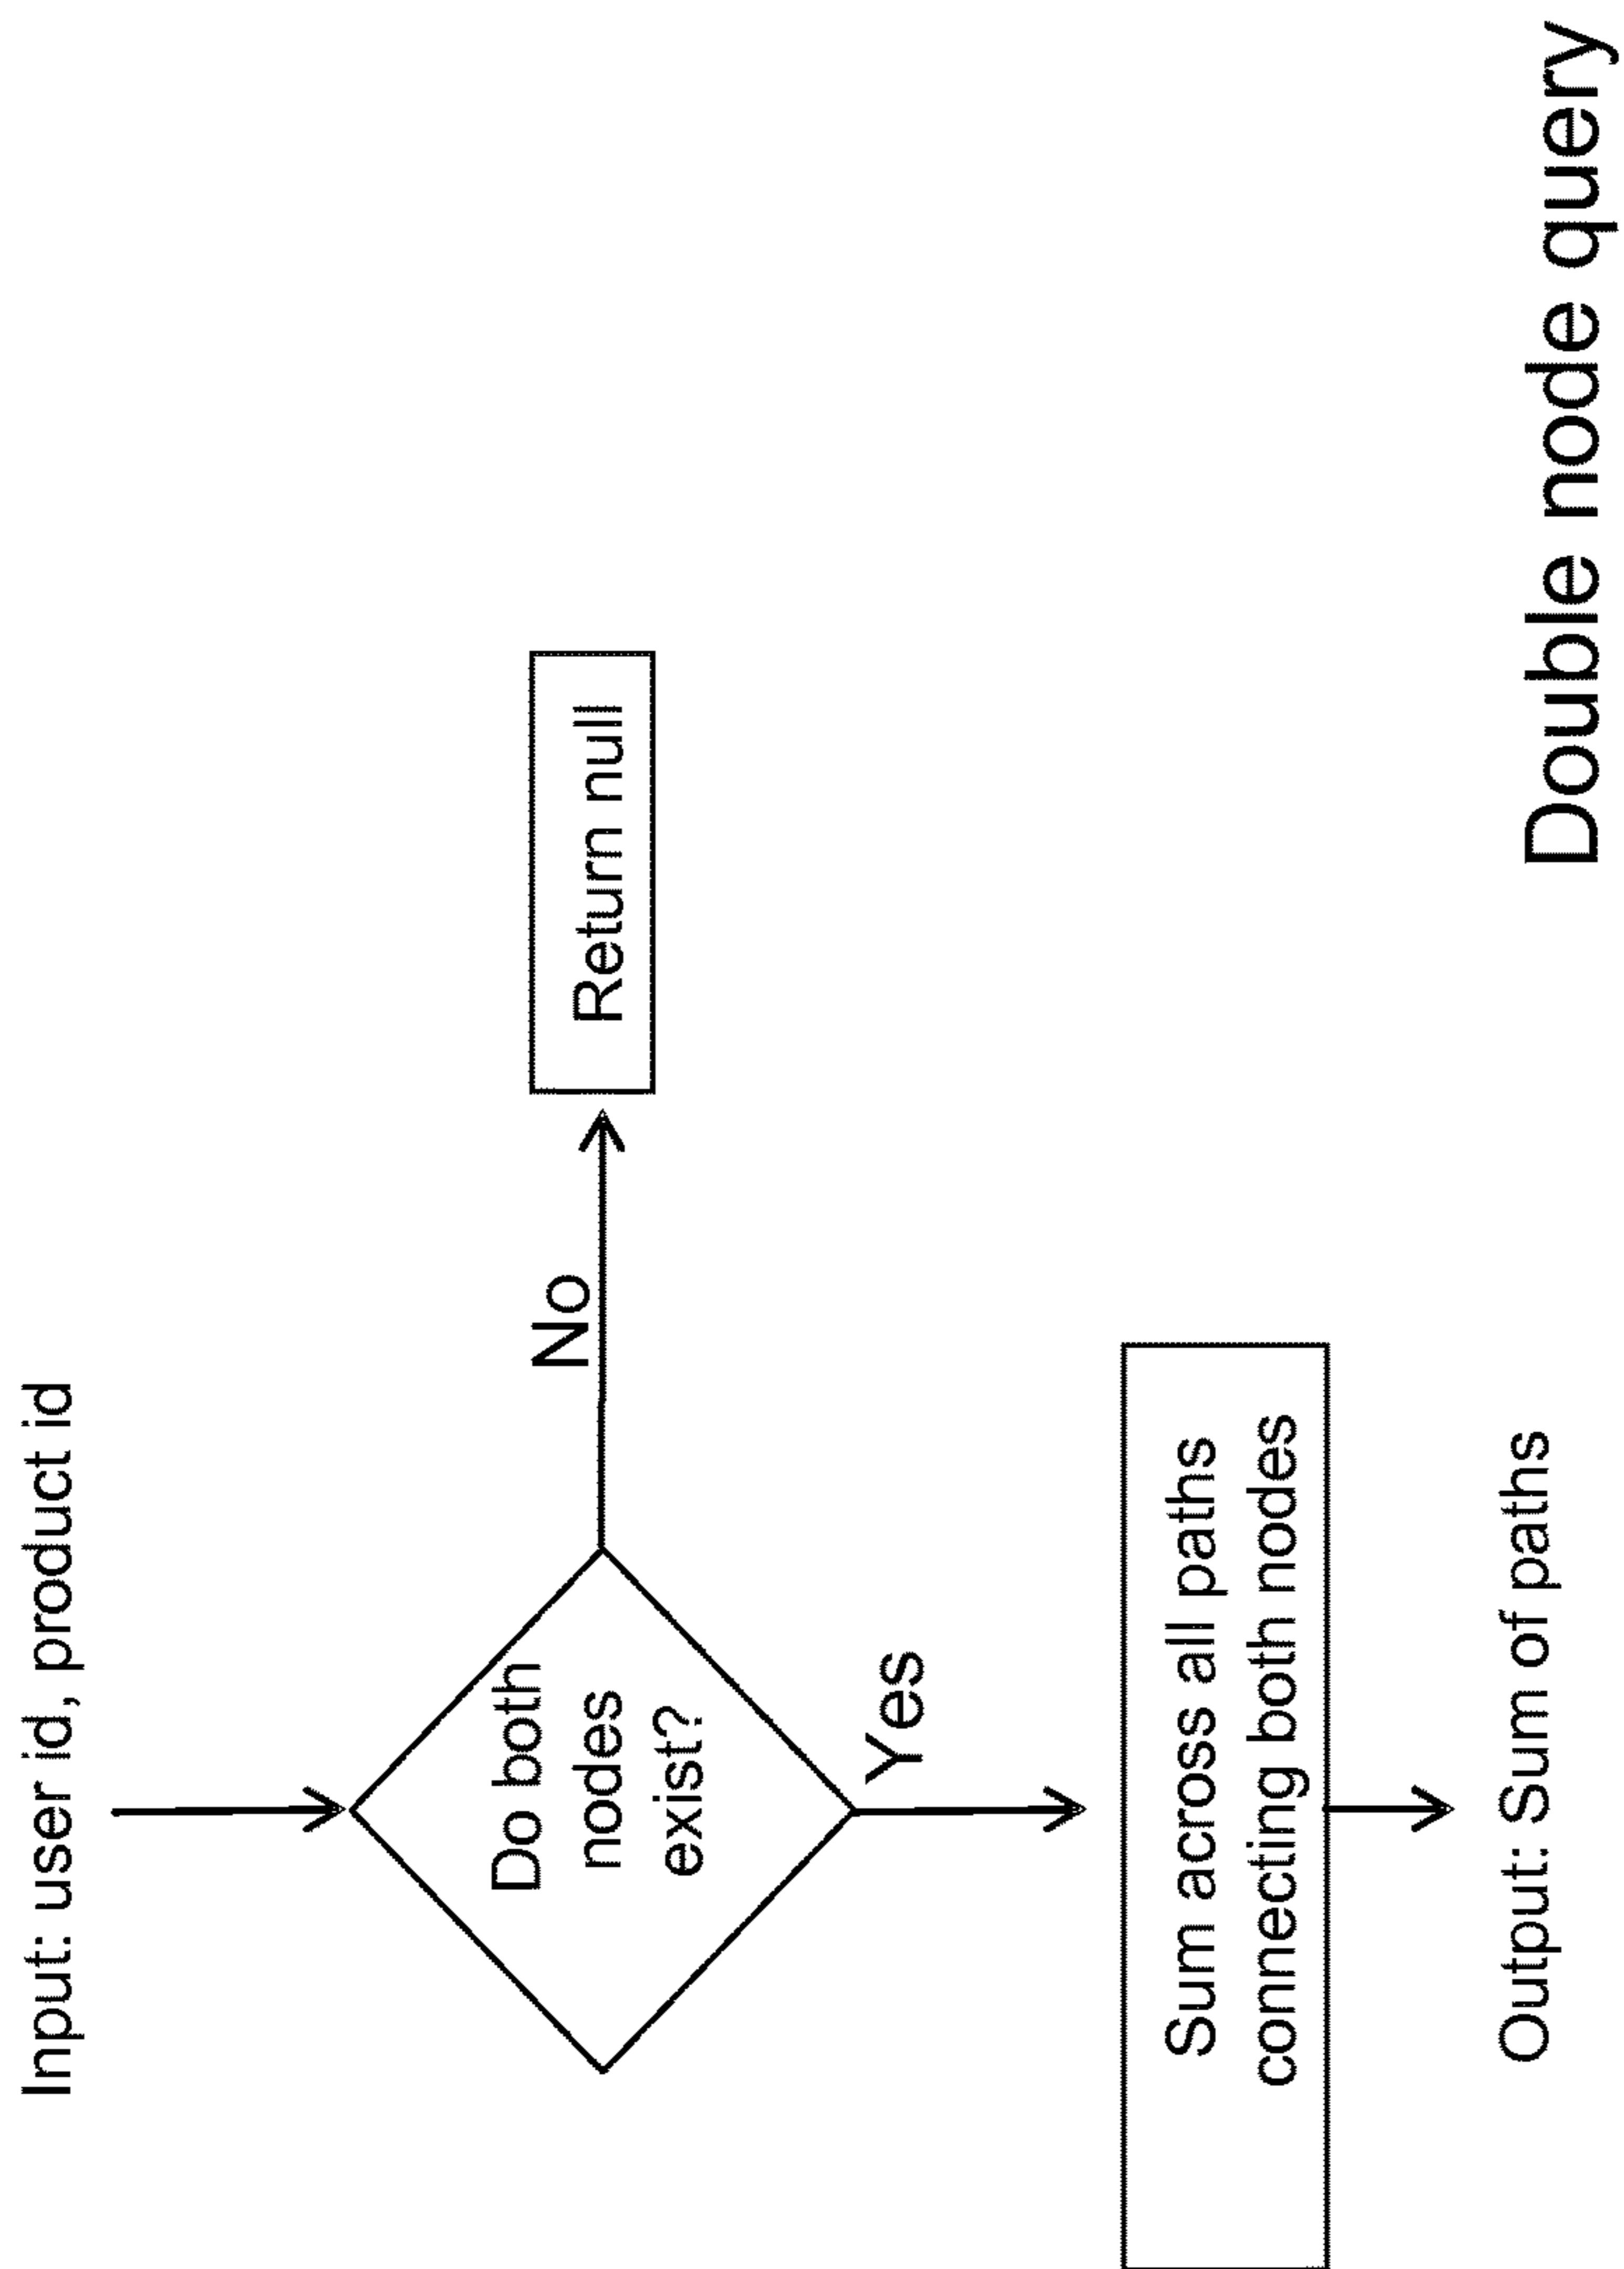 Input: user id, product id
Do both
nodes
exist?
No
Return null
Yes
Sum across all paths
connecting both nodes
Output: Sum of paths
Double node query